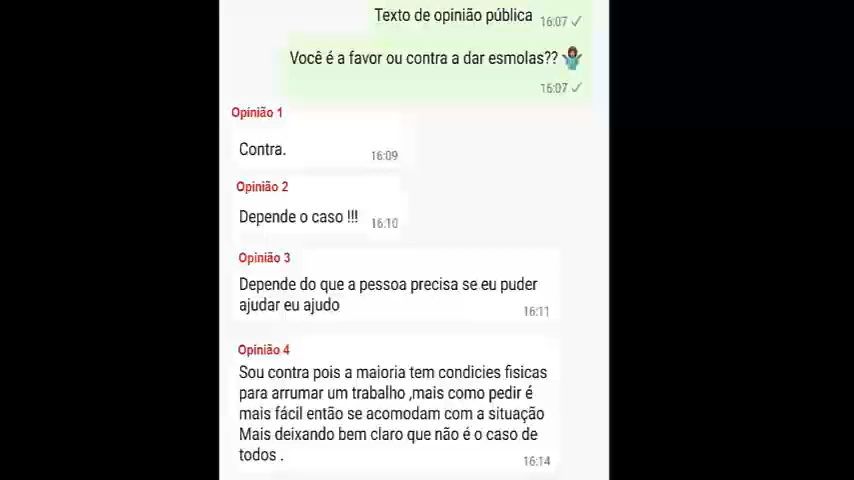 Texto de opinião pública 16:07
Você é a favor ou contra a dar esmolas??
16:07
Opinião 1
Contra. 16:09
Opinião 2
Depende o caso !!! 16:10
Opinião 3
Depende do que a pessoa precisa se eu puder
ajudar eu ajudo
16:11
Opinião 4
Sou contra pois a maioria tem condicies fisicas
para arrumar um trabalho ,mais como pedir é
mais fácil então se acomodam com a situação
Mais deixando bem claro que não é o caso de
todos .
16:14